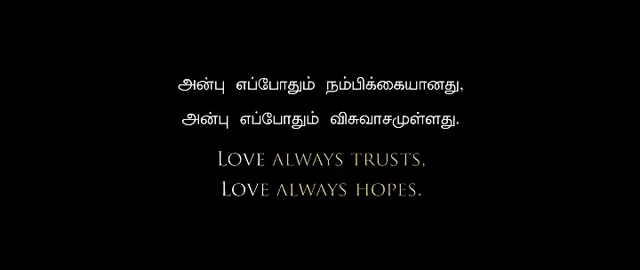 அன்பு எப்போதும் நம்பிக்கையானது,
அன்பு எப்போதும் விசுவாசமுள்ளது.
LOVE ALWAYS TRUSTS,
LOVE ALWAYS HOPES.